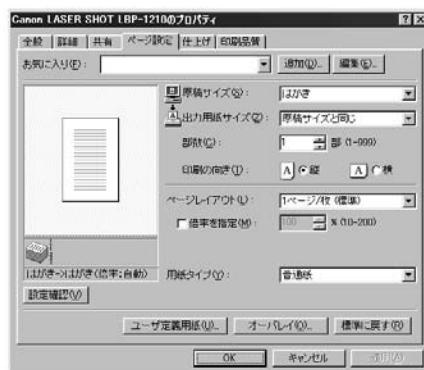 Canon LASER SHOT LBP-1210のプロパティ
全般 詳細 共有 ページ設定 仕上げ 印刷品質
お気に入り(F): 追加(D)... 編集(E)...
原稿サイズ(S): はがき
出力用紙サイズ(Z): 原稿サイズと同じ
部数(C): 1 部 (1-999)
印刷の向き(T): A 縦 A 横
ページレイアウト(L): 1ページ/枚 (標準)
倍率を指定(M) 100 % (10-200)
はがき->はがき(倍率:自動) 用紙タイプ(Y): 普通紙
設定確認(V)
ユーザ定義用紙(U)... オーバレイ(O)... 標準に戻す(R)
OK キャンセル 適用(A)